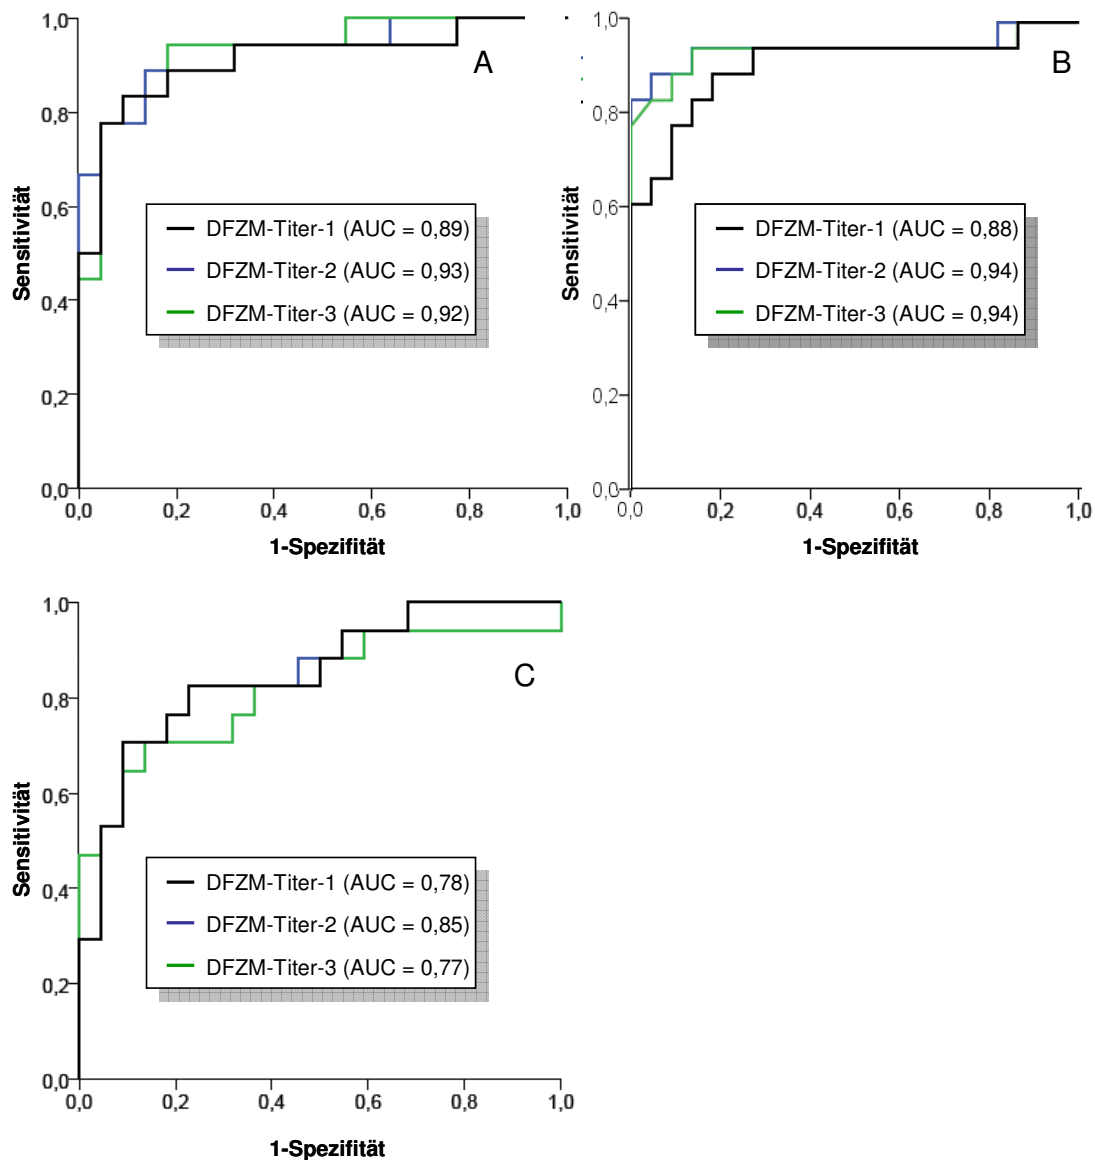 A
1,0
0,8
0,6
0,4
0,2
0,0
Sensitivität
DFZM-Titer-1 (AUC = 0,89)
DFZM-Titer-2 (AUC = 0,93)
DFZM-Titer-3 (AUC = 0,92)
0,0 0,2 0,4 0,6 0,8 1,0
1-Spezifität
B
1,0
0,8
0,6
0,4
0,2
0,0
Sensitivität
DFZM-Titer-1 (AUC = 0,88)
DFZM-Titer-2 (AUC = 0,94)
DFZM-Titer-3 (AUC = 0,94)
0,0 0,2 0,4 0,6 0,8 1,0
1-Spezifität
C
1,0
0,8
0,6
0,4
0,2
0,0
Sensitivität
DFZM-Titer-1 (AUC = 0,78)
DFZM-Titer-2 (AUC = 0,85)
DFZM-Titer-3 (AUC = 0,77)
0,0 0,2 0,4 0,6 0,8 1,0
1-Spezifität